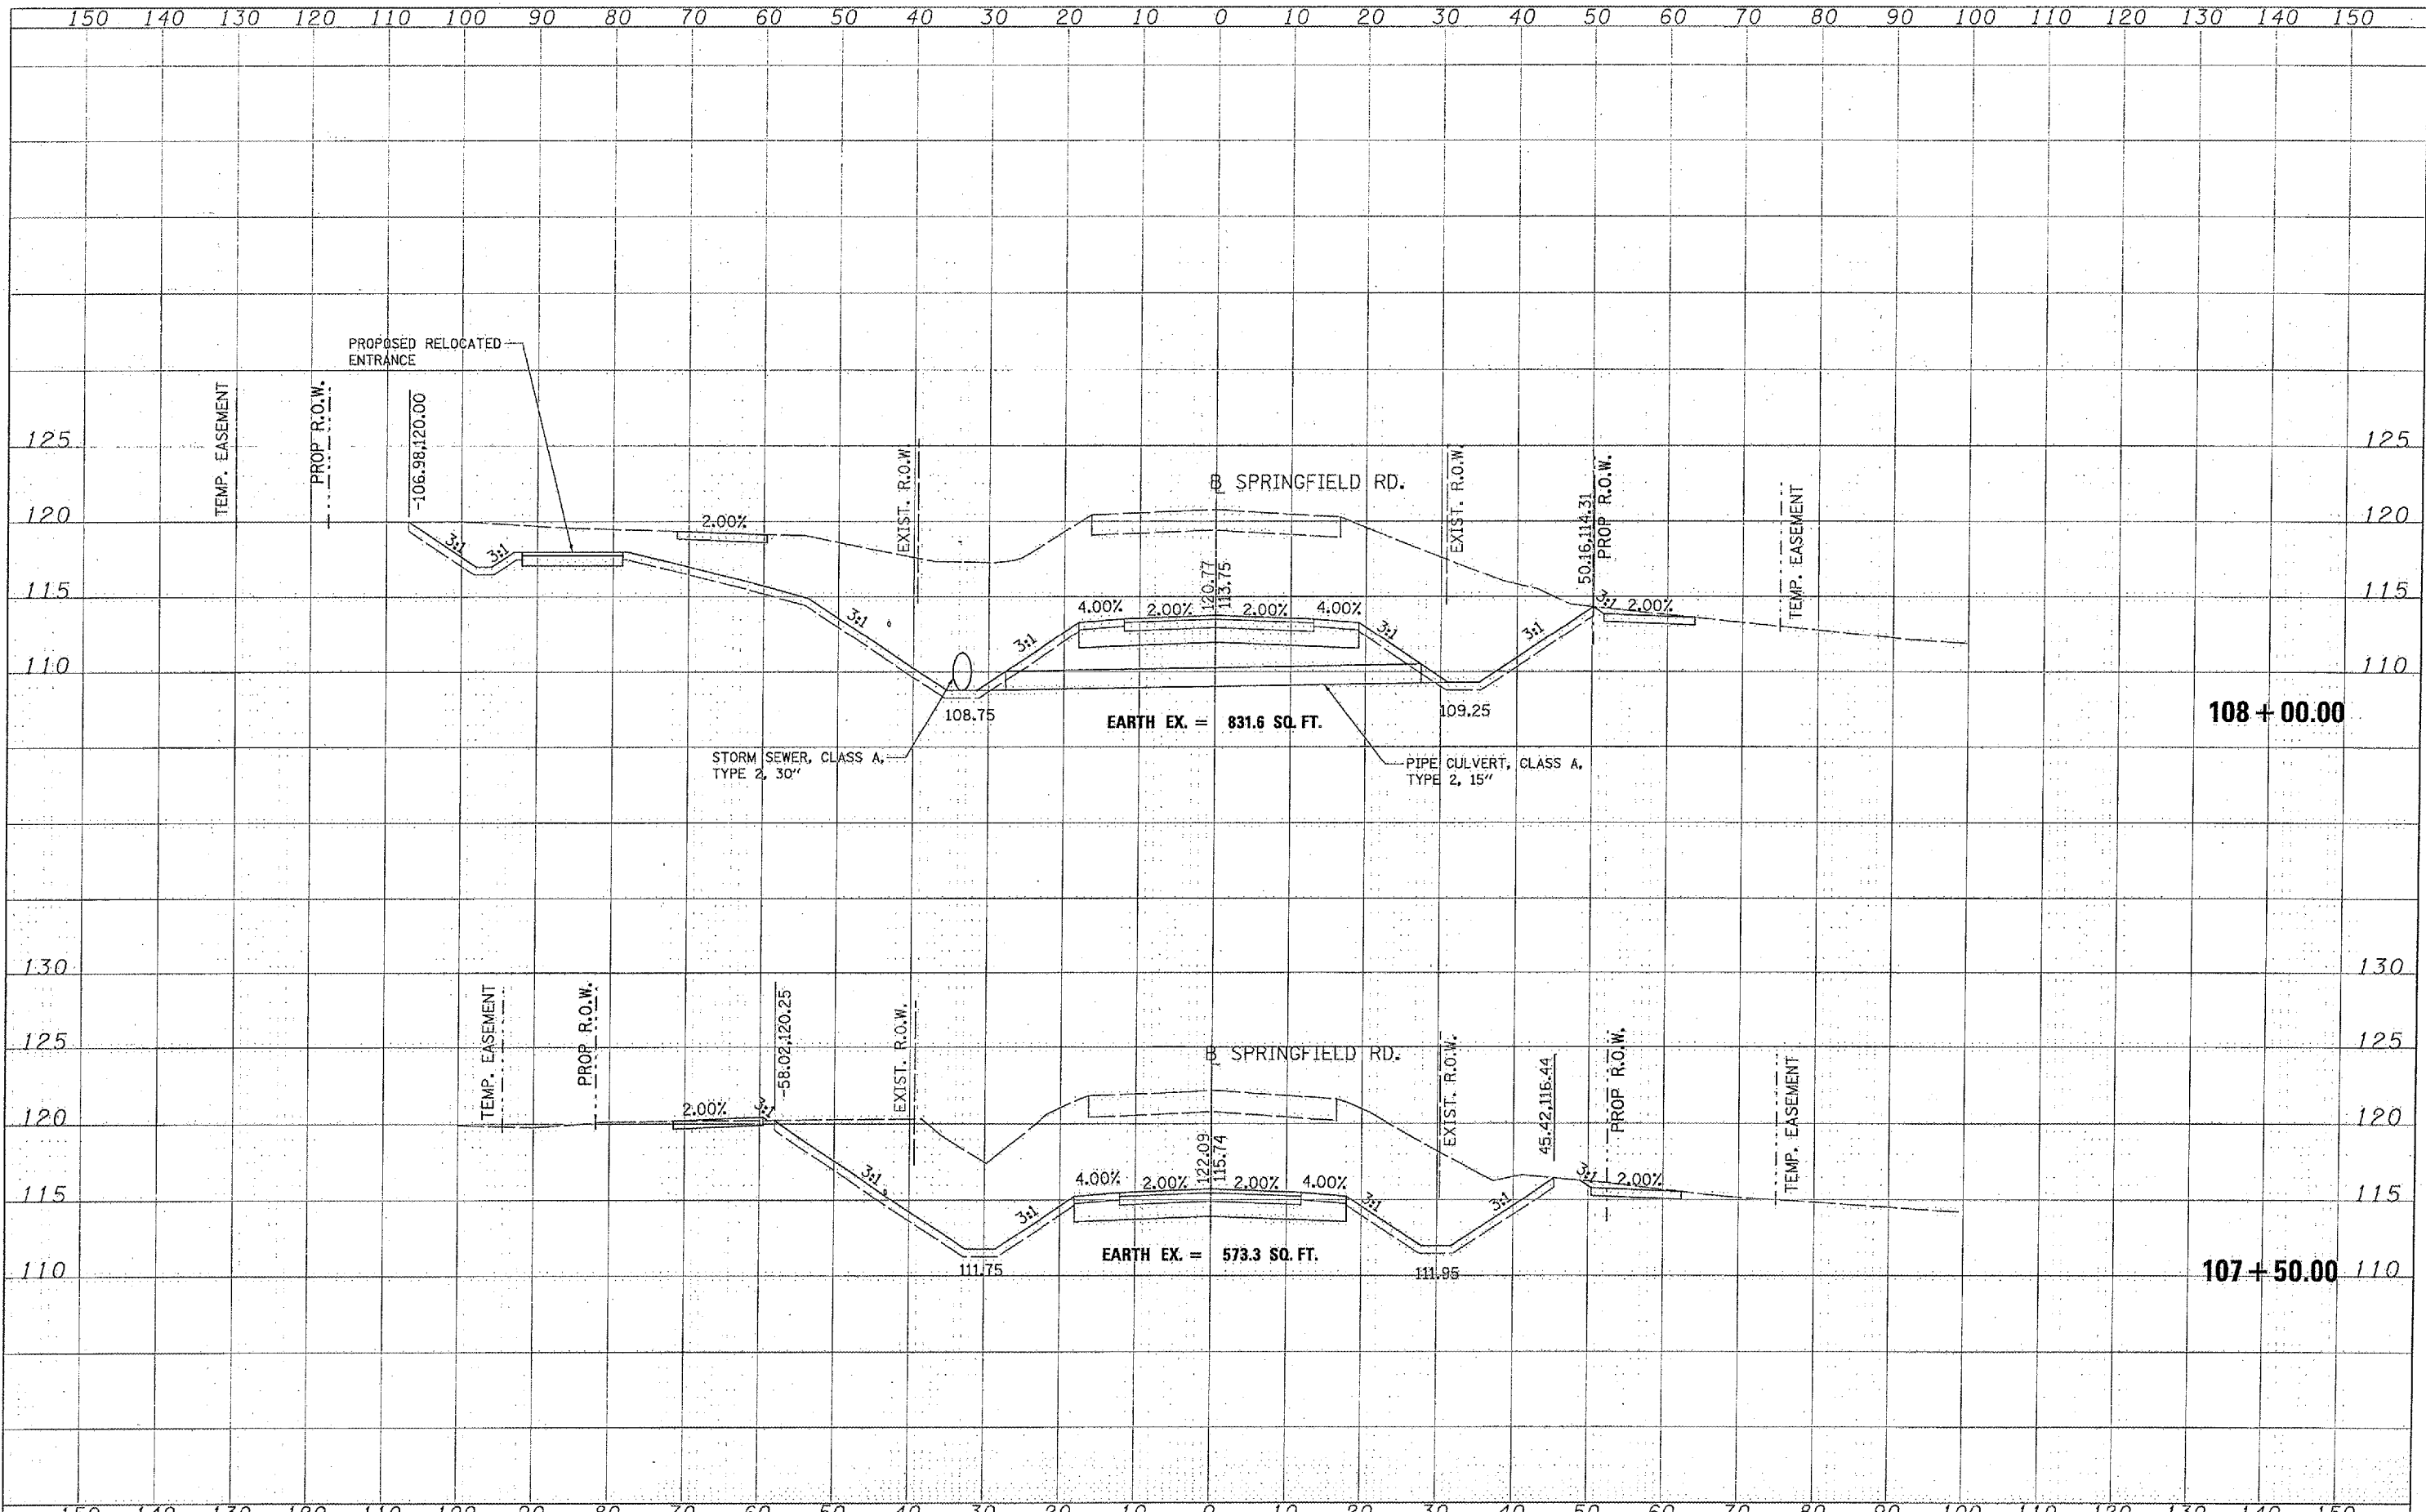 150 140 130 120 110 100 90 80 70 60 50 40 30 20 10 0 10 20 30 40 50 60 70 80 90 100 110 120 130 140 150
PROPOSED RELOCATED
ENTRANCE
TEMP. EASEMENT
PROP R.O.W.
-106.98,120.00
EXIST. R.O.W.
B SPRINGFIELD RD.
EXIST. R.O.W.
50.16,114.31
PROP R.O.W.
TEMP. EASEMENT
125 125
120 120
115 115
110 110
2.00%
3:1 3:1
3:1
3:1
4.00% 2.00% 120.77 113.75 2.00% 4.00%
3:1
3:1
3:1 2.00%
108.75
EARTH EX. = 831.6 SQ. FT.
109.25
108 + 00.00
STORM SEWER, CLASS A,
TYPE 2, 30"
PIPE CULVERT, CLASS A,
TYPE 2, 15"
130 130
TEMP. EASEMENT
PROP R.O.W.
-58.02,120.25
EXIST. R.O.W.
B SPRINGFIELD RD.
EXIST. R.O.W.
45.42,116.44
PROP R.O.W.
TEMP. EASEMENT
125 125
120 120
115 115
2.00% 3:1
3:1
3:1
4.00% 2.00% 122.09 115.74 2.00% 4.00%
3:1
3:1
3:1 2.00%
111.75
EARTH EX. = 573.3 SQ. FT.
111.95
110 107 + 50.00 110
150 140 130 120 110 100 90 80 70 60 50 40 30 20 10 0 10 20 30 40 50 60 70 80 90 100 110 120 130 140 150